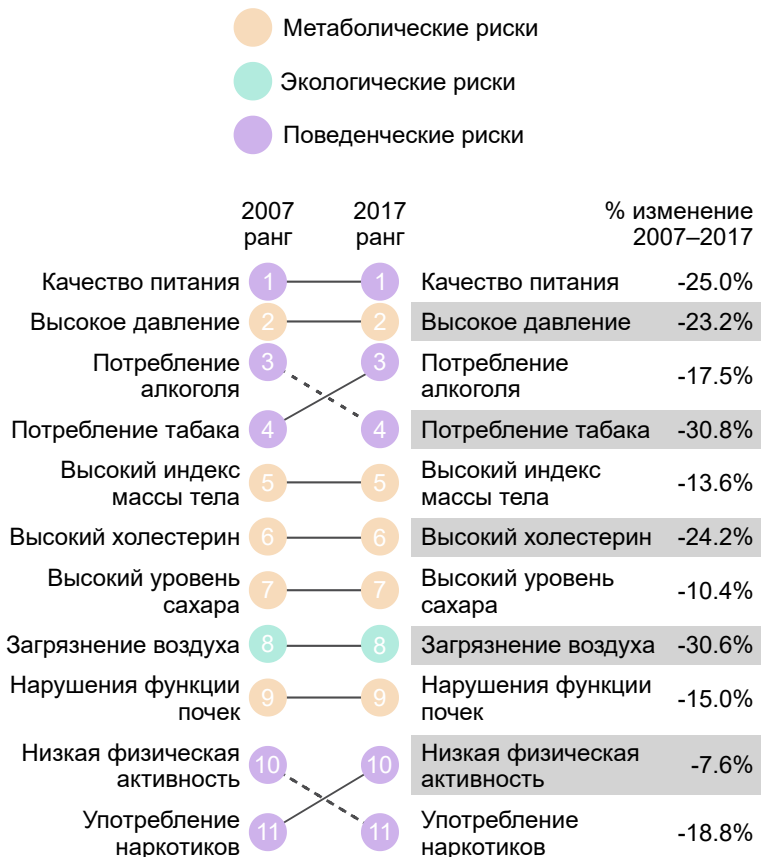 Метаболические риски
Экологические риски
Поведенческие риски
2007
ранг
2017
ранг
% изменение
2007–2017
Качество питания 1 1 Качество питания -25.0%
Высокое давление 2 2 Высокое давление -23.2%
Потребление
алкоголя
3 3
Потребление
алкоголя
-17.5%
Потребление табака 4 4 Потребление табака -30.8%
Высокий индекс
массы тела
5 5
Высокий индекс
массы тела
-13.6%
Высокий холестерин 6 6 Высокий холестерин -24.2%
Высокий уровень
сахара
7 7
Высокий уровень
сахара
-10.4%
Загрязнение воздуха 8 8 Загрязнение воздуха -30.6%
Нарушения функции
почек
9 9
Нарушения функции
почек
-15.0%
Низкая физическая
активность
10 10
Низкая физическая
активность
-7.6%
Употребление
наркотиков
11 11
Употребление
наркотиков
-18.8%